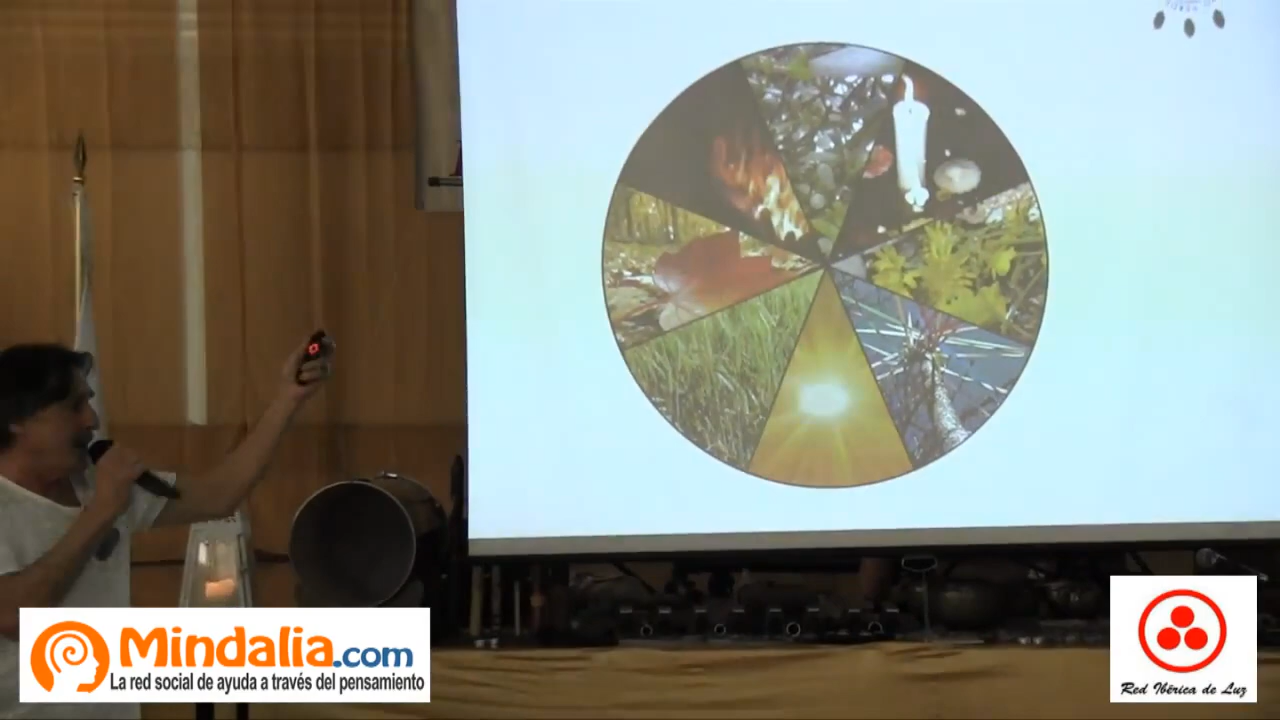 Mindalia.com
La red social de ayuda a través del pensamiento
Red Ibérica de Luz